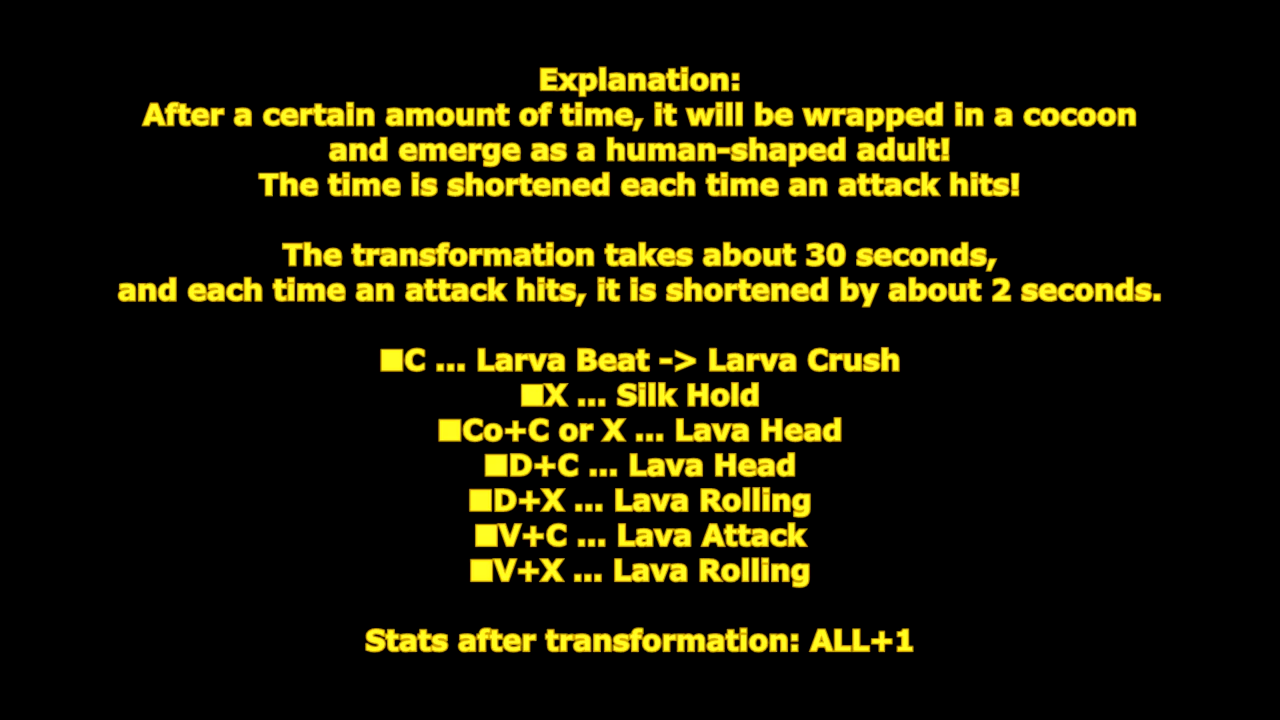 Explanation:
After a certain amount of time, it will be wrapped in a cocoon
and emerge as a human-shaped adult!
The time is shortened each time an attack hits!
The transformation takes about 30 seconds,
and each time an attack hits, it is shortened by about 2 seconds.
■C ... Larva Beat -> Larva Crush
■X ... Silk Hold
■Co+C or X ... Lava Head
■D+C ... Lava Head
■D+X ... Lava Rolling
■V+C ... Lava Attack
■V+X ... Lava Rolling
Stats after transformation: ALL+1